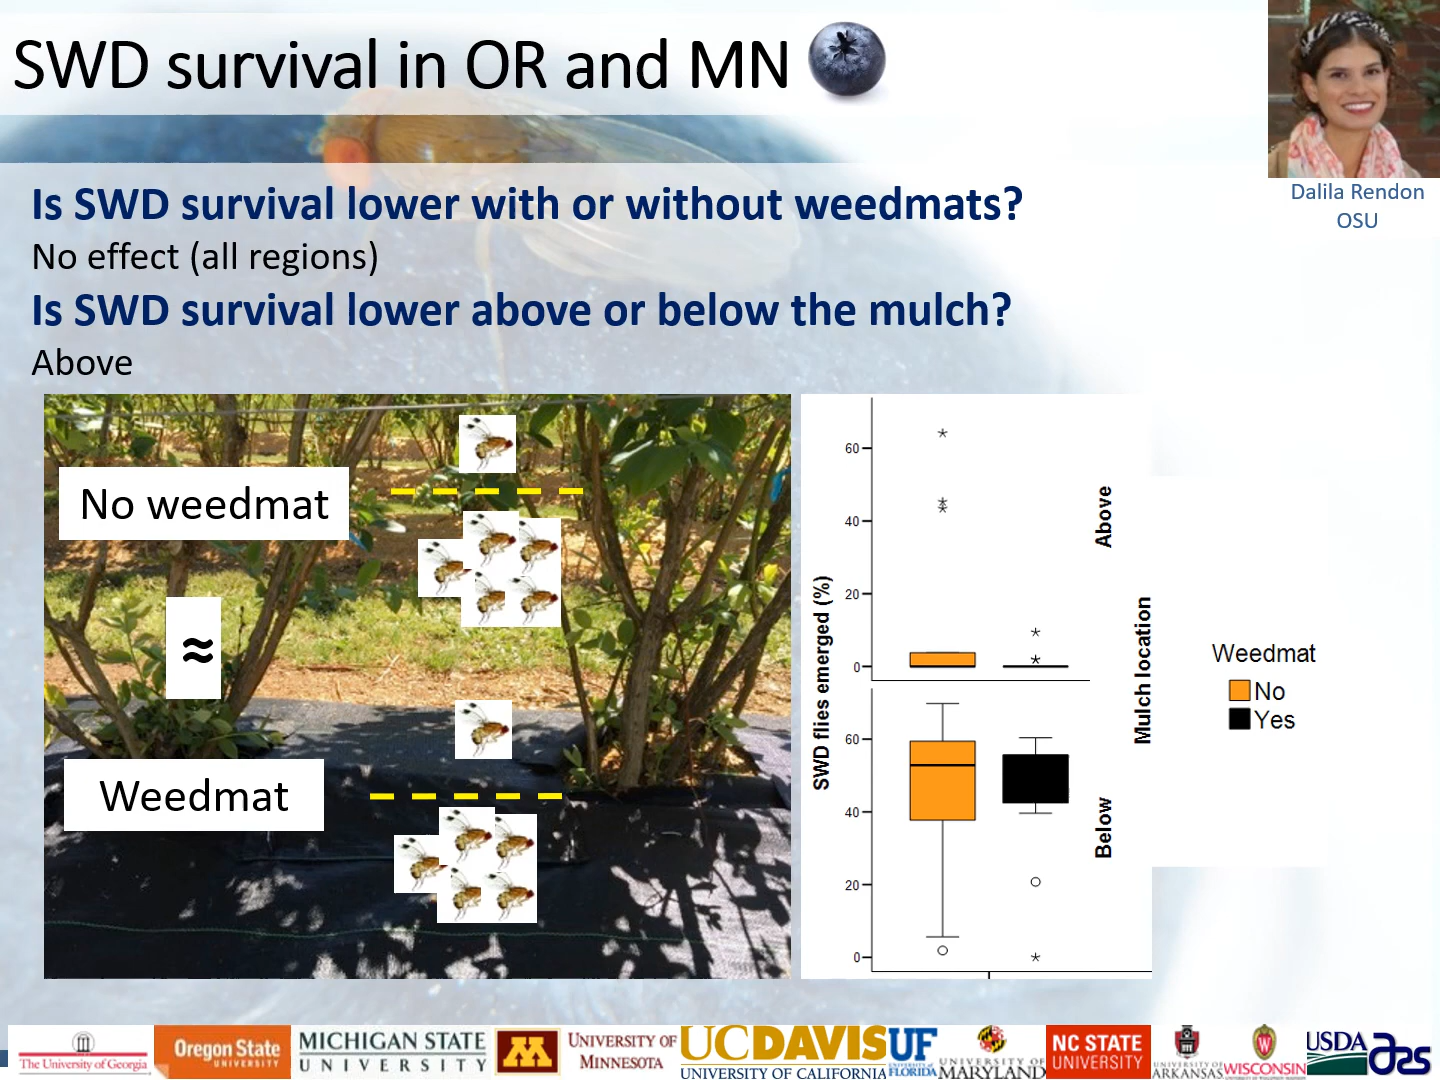 SWD survival in OR and MN
Dalila Rendon
OSU
Is SWD survival lower with or without weedmats?
No effect (all regions)
Is SWD survival lower above or below the mulch?
Above
No weedmat
≈
Weedmat
SWD flies emerged (%)
60
40
20
0
60
40
20
0
Above
Below
Mulch location
Weedmat
No
Yes
The University of Georgia
Oregon State
UNIVERSITY
MICHIGAN STATE
UNIVERSITY
M
UNIVERSITY OF
MINNESOTA
UCDAVIS
UNIVERSITY OF CALIFORNIA
UF
UNIVERSITY of
FLORIDA
UNIVERSITY OF
MARYLAND
NC STATE
UNIVERSITY
UNIVERSITY OF
ARKANSAS
W
WISCONSIN
USDA
ars